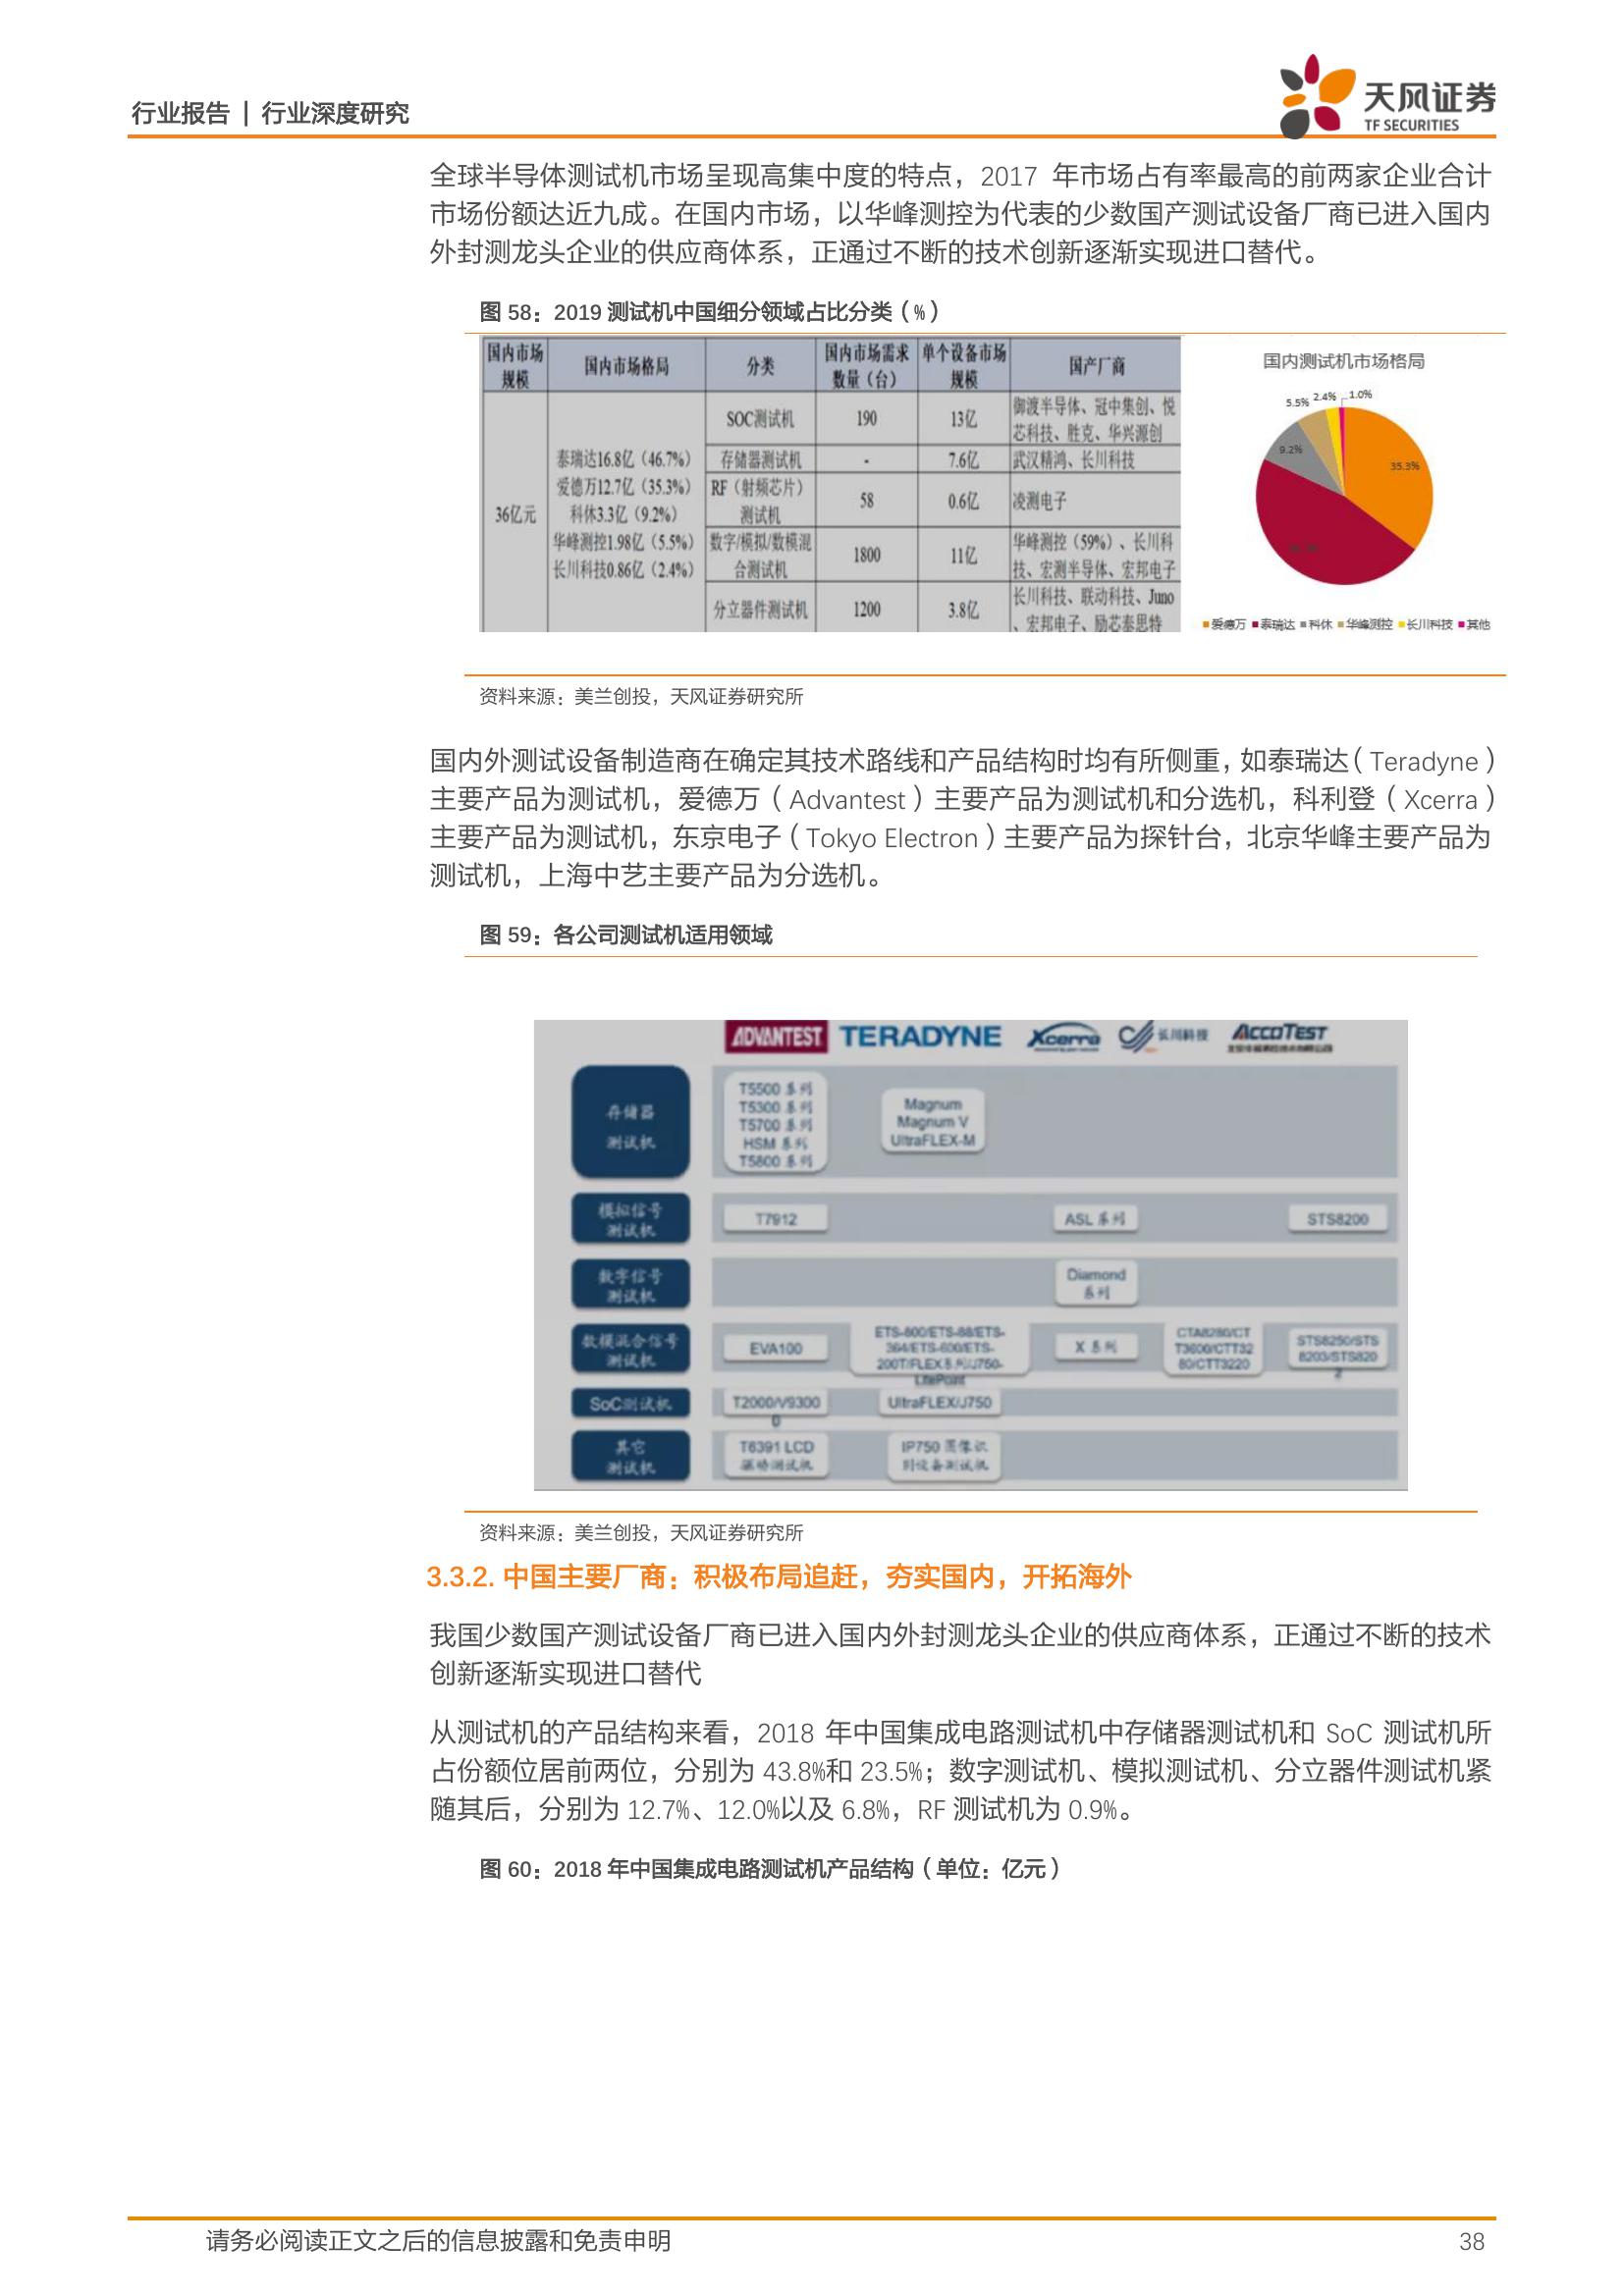 行业报告 | 行业深度研究
天风证券
TF SECURITIES
全球半导体测试机市场呈现高集中度的特点，2017 年市场占有率最高的前两家企业合计
市场份额达近九成。在国内市场，以华峰测控为代表的少数国产测试设备厂商已进入国内
外封测龙头企业的供应商体系，正通过不断的技术创新逐渐实现进口替代。
图 58：2019 测试机中国细分领域占比分类（%）
国内市场规模 国内市场格局 分类 国内市场需求数量（台） 单个设备市场规模 国产厂商
36亿元
泰瑞达16.8亿（46.7%）
爱德万12.7亿（35.3%）
科休3.3亿（9.2%）
华峰测控1.98亿（5.5%）
长川科技0.86亿（2.4%）
SOC测试机 190 13亿 御渡半导体、冠中集创、悦芯科技、胜克、华兴源创
存储器测试机 - 7.6亿 武汉精鸿、长川科技
RF（射频芯片）测试机 58 0.6亿 凌测电子
数字/模拟/数模混合测试机 1800 11亿 华峰测控（59%）、长川科技、宏测半导体、宏邦电子
分立器件测试机 1200 3.8亿 长川科技、联动科技、Juno、宏邦电子、励芯泰思特
国内测试机市场格局
5.5% 2.4% 1.0%
9.2%
35.3%
爱德万 泰瑞达 科休 华峰测控 长川科技 其他
资料来源：美兰创投，天风证券研究所
国内外测试设备制造商在确定其技术路线和产品结构时均有所侧重，如泰瑞达（Teradyne）
主要产品为测试机，爱德万（Advantest）主要产品为测试机和分选机，科利登（Xcerra）
主要产品为测试机，东京电子（Tokyo Electron）主要产品为探针台，北京华峰主要产品为
测试机，上海中艺主要产品为分选机。
图 59：各公司测试机适用领域
ADVANTEST TERADYNE Xcerra 长川科技 ACCOTEST
存储器
测试机
T5500 系列
T5300 系列
T5700 系列
HSM 系列
T5800 系列
Magnum
Magnum V
UltraFLEX-M
模拟信号
测试机
T7912
ASL 系列
STS8200
数字信号
测试机
Diamond
系列
数模混合信号
测试机
EVA100
ETS-800/ETS-88/ETS-
364/ETS-600/ETS-
200T/FLEX系列/J750-
LitePoint
X 系列
CTA8280/CT
T3600/CTT32
80/CTT3220
STS8250/STS
8203/STS820
2
SoC测试机
T2000/V9300
0
UltraFLEX/J750
其它
测试机
T6391 LCD
驱动测试机
IP750 图像识
别设备测试机
资料来源：美兰创投，天风证券研究所
3.3.2. 中国主要厂商：积极布局追赶，夯实国内，开拓海外
我国少数国产测试设备厂商已进入国内外封测龙头企业的供应商体系，正通过不断的技术
创新逐渐实现进口替代
从测试机的产品结构来看，2018 年中国集成电路测试机中存储器测试机和 SoC 测试机所
占份额位居前两位，分别为 43.8%和 23.5%；数字测试机、模拟测试机、分立器件测试机紧
随其后，分别为 12.7%、12.0%以及 6.8%，RF 测试机为 0.9%。
图 60：2018 年中国集成电路测试机产品结构（单位：亿元）
请务必阅读正文之后的信息披露和免责申明
38